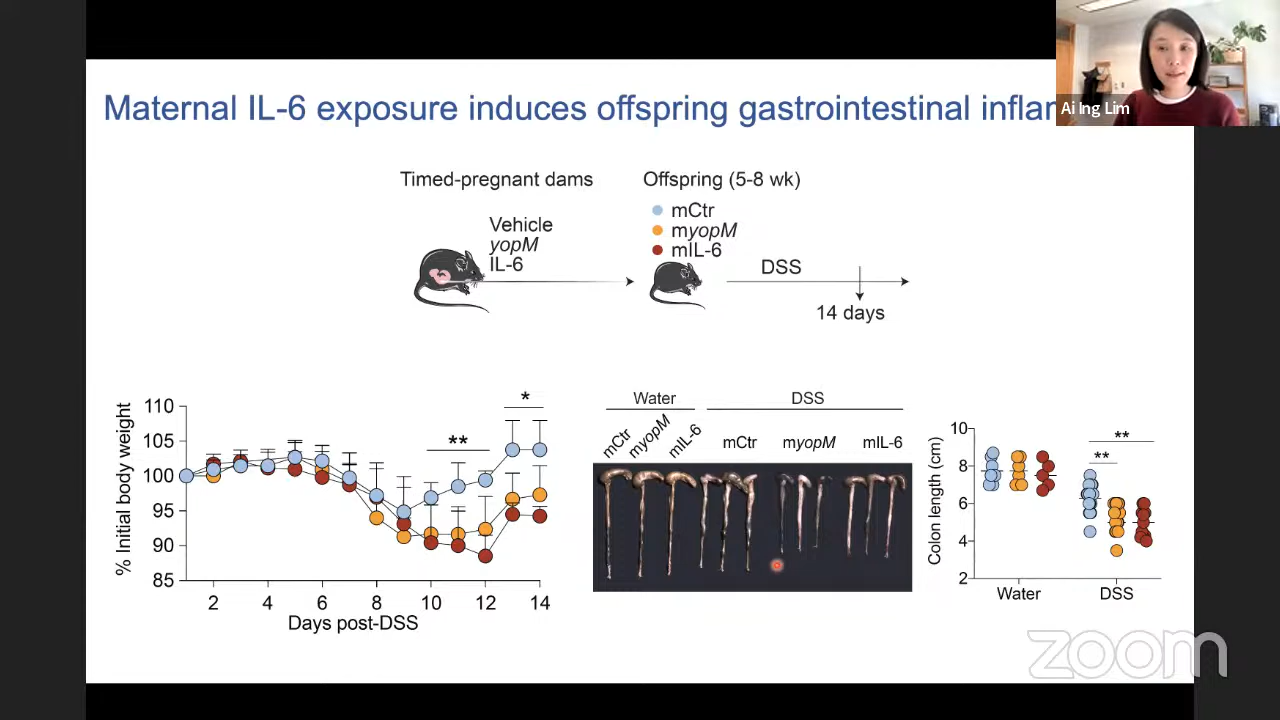 Maternal IL-6 exposure induces offspring gastrointestinal inflam
Ai Ing Lim
Timed-pregnant dams
Offspring (5-8 wk)
Vehicle
yopM
IL-6
mCtr
myopM
mIL-6
DSS
14 days
% Initial body weight
110
105
100
95
90
85
**
*
2 4 6 8 10 12 14
Days post-DSS
Water
DSS
mCtr
myopM
mIL-6
mCtr
myopM
mIL-6
Colon length (cm)
10
8
6
4
2
**
**
Water
DSS
zoom